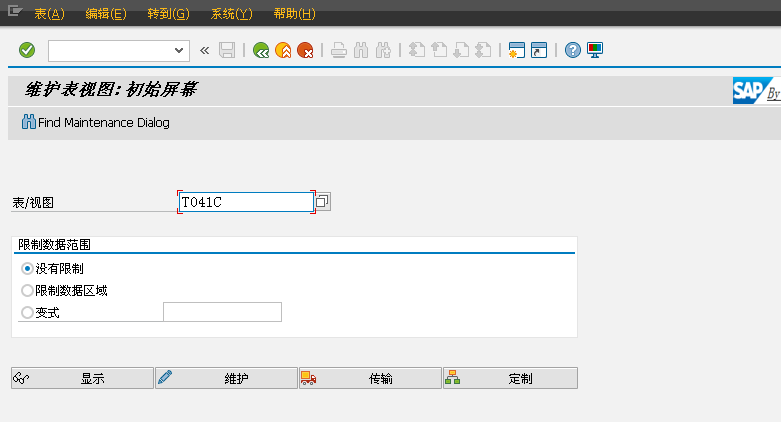 表(A) 编辑(E) 转到(G) 系统(Y) 帮助(H)
维护表视图: 初始屏幕
SAP By
Find Maintenance Dialog
表/视图 T041C
限制数据范围
没有限制
限制数据区域
变式
显示 维护 传输 定制